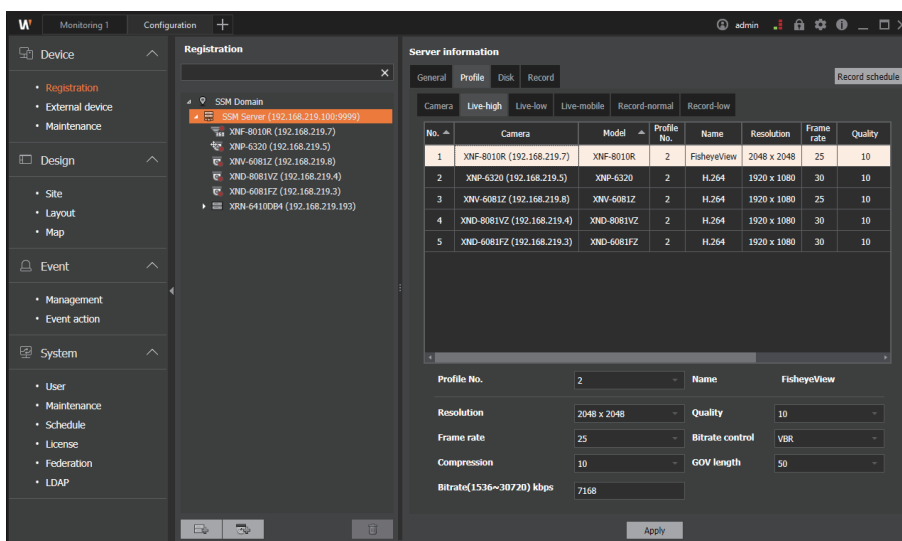 W Monitoring 1 Configuration + admin
Device
• Registration
• External device
• Maintenance
Design
• Site
• Layout
• Map
Event
• Management
• Event action
System
• User
• Maintenance
• Schedule
• License
• Federation
• LDAP
Registration
SSM Domain
SSM Server (192.168.219.100:9999)
XNF-8010R (192.168.219.7)
XNP-6320 (192.168.219.5)
XNV-6081Z (192.168.219.8)
XND-8081VZ (192.168.219.4)
XND-6081FZ (192.168.219.3)
XRN-6410DB4 (192.168.219.193)
Server information
General Profile Disk Record Record schedule
Camera Live-high Live-low Live-mobile Record-normal Record-low
No. Camera Model Profile No. Name Resolution Frame rate Quality
1 XNF-8010R (192.168.219.7) XNF-8010R 2 FisheyeView 2048 x 2048 25 10
2 XNP-6320 (192.168.219.5) XNP-6320 2 H.264 1920 x 1080 30 10
3 XNV-6081Z (192.168.219.8) XNV-6081Z 2 H.264 1920 x 1080 25 10
4 XND-8081VZ (192.168.219.4) XND-8081VZ 2 H.264 1920 x 1080 30 10
5 XND-6081FZ (192.168.219.3) XND-6081FZ 2 H.264 1920 x 1080 30 10
Profile No. 2 Name FisheyeView
Resolution 2048 x 2048 Quality 10
Frame rate 25 Bitrate control VBR
Compression 10 GOV length 50
Bitrate(1536~30720) kbps 7168
Apply